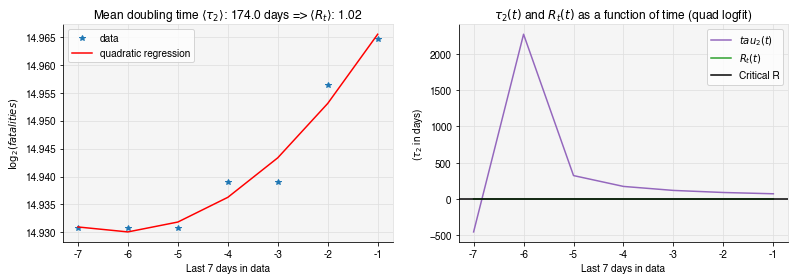 Mean doubling time ⟨τ₂⟩: 174.0 days => ⟨Rₜ⟩: 1.02
data
quadratic regression
log₂(fatalities)
14.965
14.960
14.955
14.950
14.945
14.940
14.935
14.930
-7 -6 -5 -4 -3 -2 -1
Last 7 days in data
τ₂(t) and Rₜ(t) as a function of time (quad logfit)
tau₂(t)
Rₜ(t)
Critical R
(τ₂ in days)
2000
1500
1000
500
0
−500
-7 -6 -5 -4 -3 -2 -1
Last 7 days in data